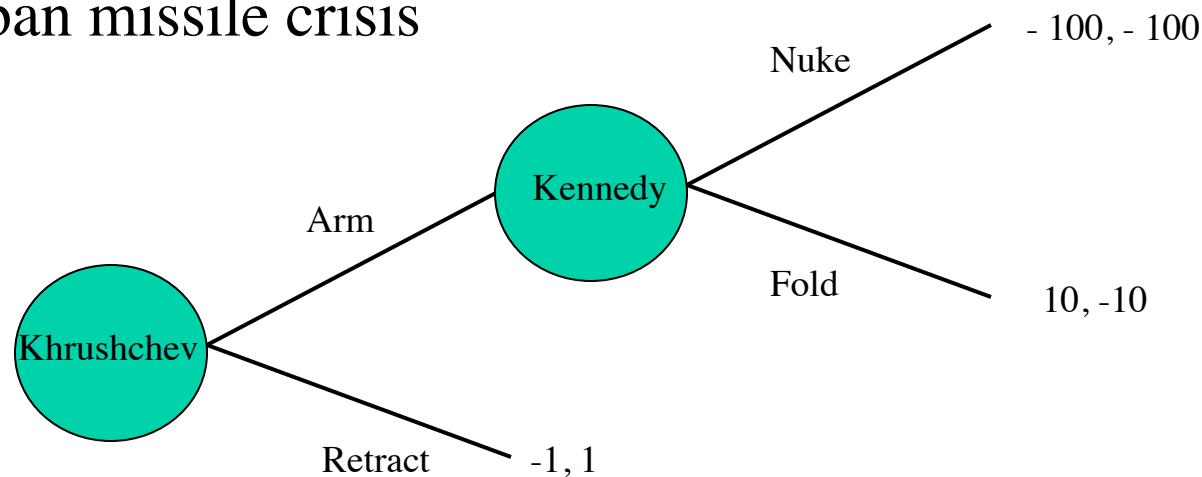 ban missile crisis
- 100, - 100
Nuke
Kennedy
Arm
Fold
10, -10
Khrushchev
Retract
-1, 1